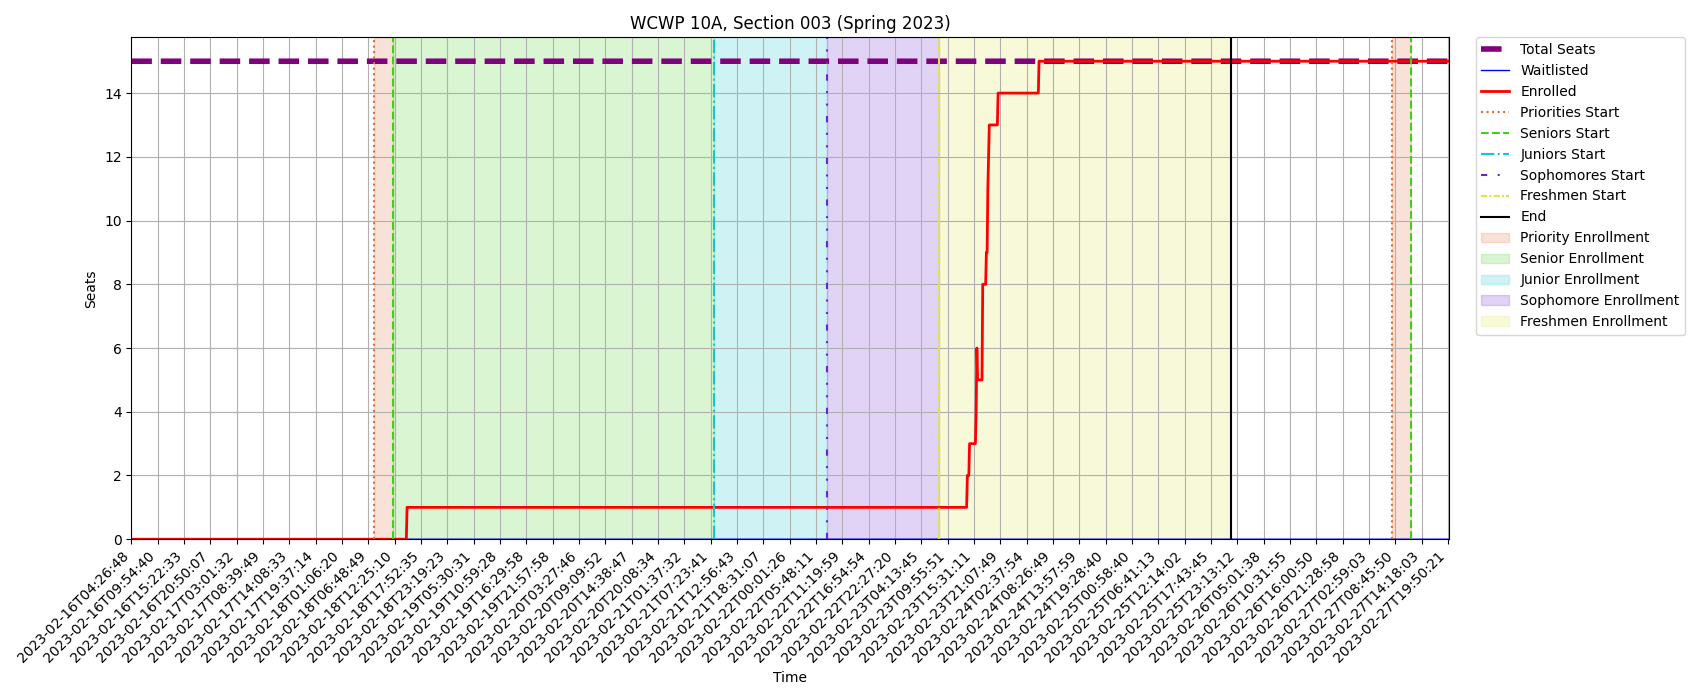 WCWP 10A, Section 003 (Spring 2023)
Seats
14
12
10
8
6
4
2
0
2023-02-16T04:26:48
2023-02-16T09:54:40
2023-02-16T15:22:33
2023-02-16T20:50:07
2023-02-17T03:01:32
2023-02-17T08:39:49
2023-02-17T14:08:33
2023-02-17T19:37:14
2023-02-18T01:06:20
2023-02-18T06:48:49
2023-02-18T12:25:10
2023-02-18T17:52:35
2023-02-18T23:19:23
2023-02-19T05:30:31
2023-02-19T10:59:28
2023-02-19T16:29:58
2023-02-19T21:57:58
2023-02-20T03:27:46
2023-02-20T09:09:52
2023-02-20T14:38:47
2023-02-20T20:08:34
2023-02-21T01:37:32
2023-02-21T07:23:41
2023-02-21T12:56:43
2023-02-21T18:31:07
2023-02-22T00:01:26
2023-02-22T05:48:11
2023-02-22T11:19:59
2023-02-22T16:54:54
2023-02-22T22:27:20
2023-02-23T04:13:45
2023-02-23T09:55:51
2023-02-23T15:31:11
2023-02-23T21:07:49
2023-02-24T02:37:54
2023-02-24T08:26:49
2023-02-24T13:57:59
2023-02-24T19:28:40
2023-02-25T00:58:40
2023-02-25T06:41:13
2023-02-25T12:14:02
2023-02-25T17:43:45
2023-02-25T23:13:12
2023-02-26T05:01:38
2023-02-26T10:31:55
2023-02-26T16:00:50
2023-02-26T21:28:58
2023-02-27T02:59:03
2023-02-27T08:45:50
2023-02-27T14:18:03
2023-02-27T19:50:21
Time
Total Seats
Waitlisted
Enrolled
Priorities Start
Seniors Start
Juniors Start
Sophomores Start
Freshmen Start
End
Priority Enrollment
Senior Enrollment
Junior Enrollment
Sophomore Enrollment
Freshmen Enrollment